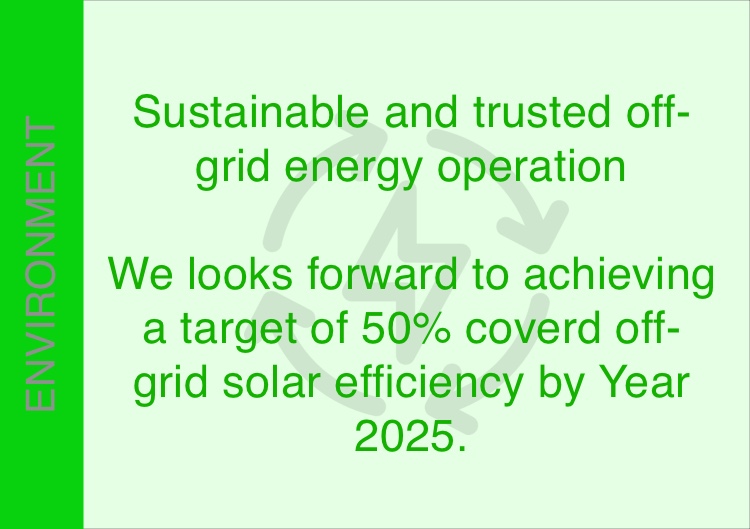 ENVIRONMENT
Sustainable and trusted off-
grid energy operation
We looks forward to achieving
a target of 50% coverd off-
grid solar efficiency by Year
2025.